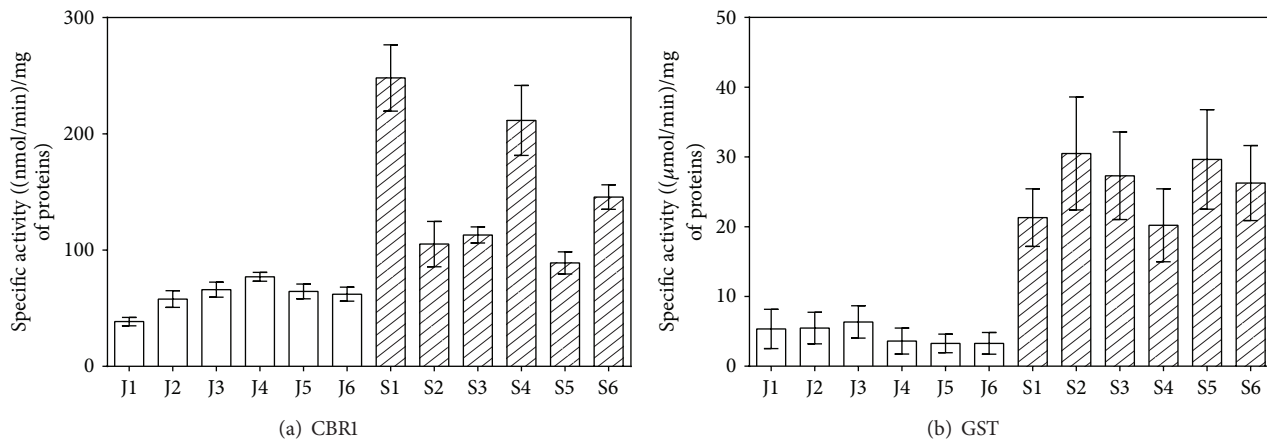 Specific activity ((nmol/min)/mg
of proteins)
300
200
100
0
J1 J2 J3 J4 J5 J6 S1 S2 S3 S4 S5 S6
(a) CBR1
Specific activity ((μmol/min)/mg
of proteins)
50
40
30
20
10
0
J1 J2 J3 J4 J5 J6 S1 S2 S3 S4 S5 S6
(b) GST